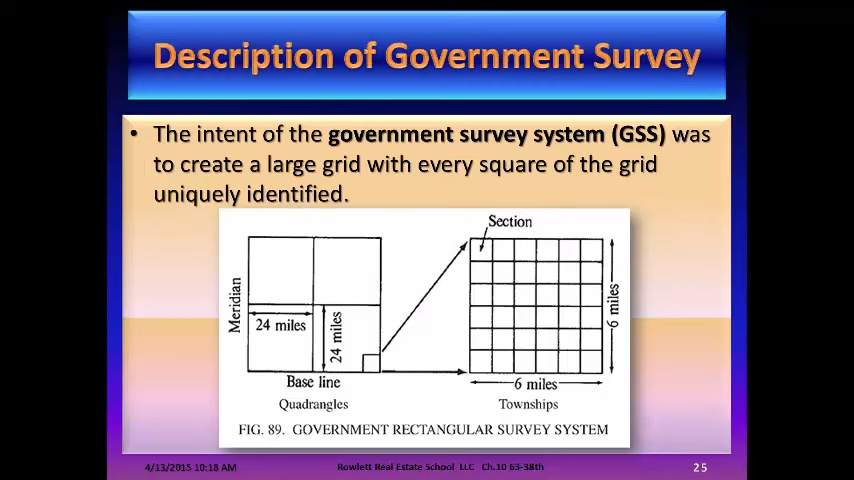 Description of Government Survey
• The intent of the government survey system (GSS) was
to create a large grid with every square of the grid
uniquely identified.
Section
Meridian
24 miles
24 miles
6 miles
Base line
6 miles
Quadrangles
Townships
FIG. 89. GOVERNMENT RECTANGULAR SURVEY SYSTEM
4/13/2015 10:18 AM
Rowlett Real Estate School LLC Ch.10 63-38th
25